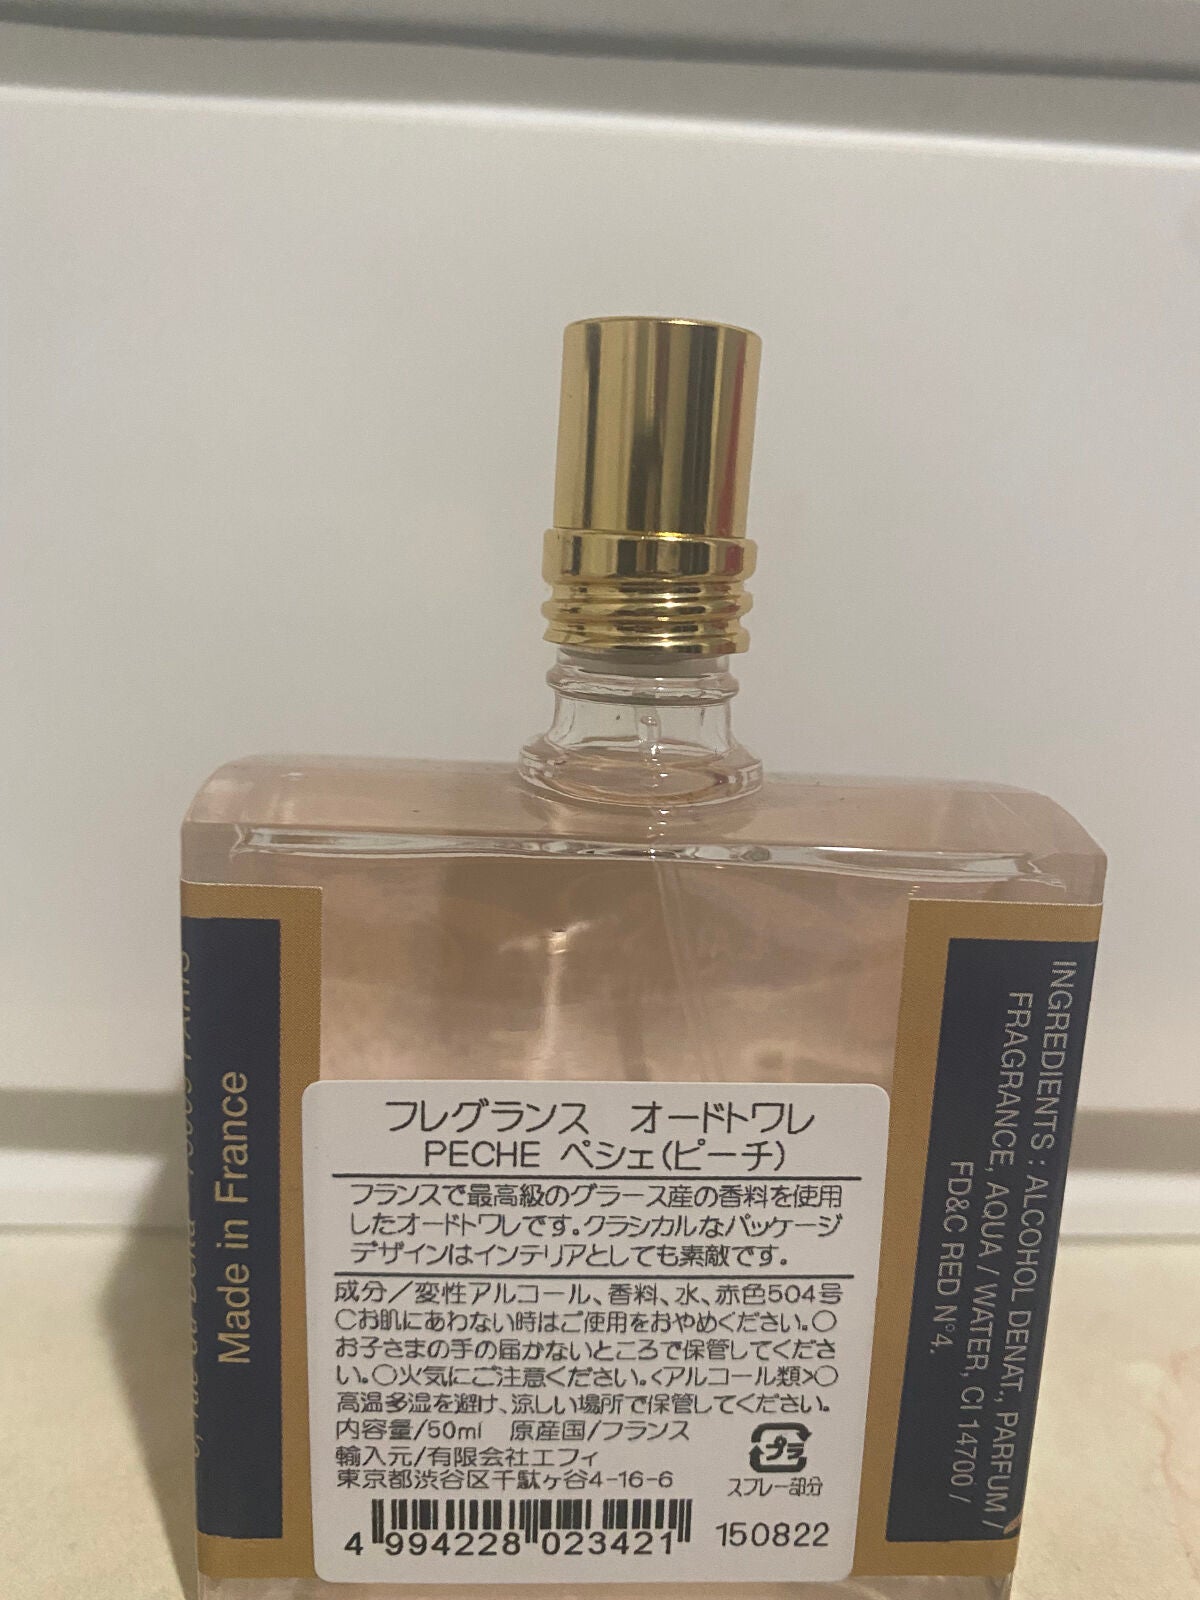 Made in France
フレグランス オードトワレ
PECHE ペシェ(ピーチ)
フランスで最高級のグラース産の香料を使用
したオードトワレです。クラシカルなパッケージ
デザインはインテリアとしても素敵です。
成分/変性アルコール、香料、水、赤色504号
○お肌にあわない時はご使用をおやめください。○
お子さまの手の届かないところで保管してくださ
い。○火気にご注意ください。<アルコール類>○
高温多湿を避け、涼しい場所で保管してください。
内容量/50ml 原産国/フランス
輸入元/有限会社エフィ
東京都渋谷区千駄ヶ谷4-16-6
プラ
スプレー部分
4 994228 023421
150822
INGREDIENTS : ALCOHOL DENAT., PARFUM /
FRAGRANCE, AQUA / WATER, CI 14700 /
FD&C RED N°4.